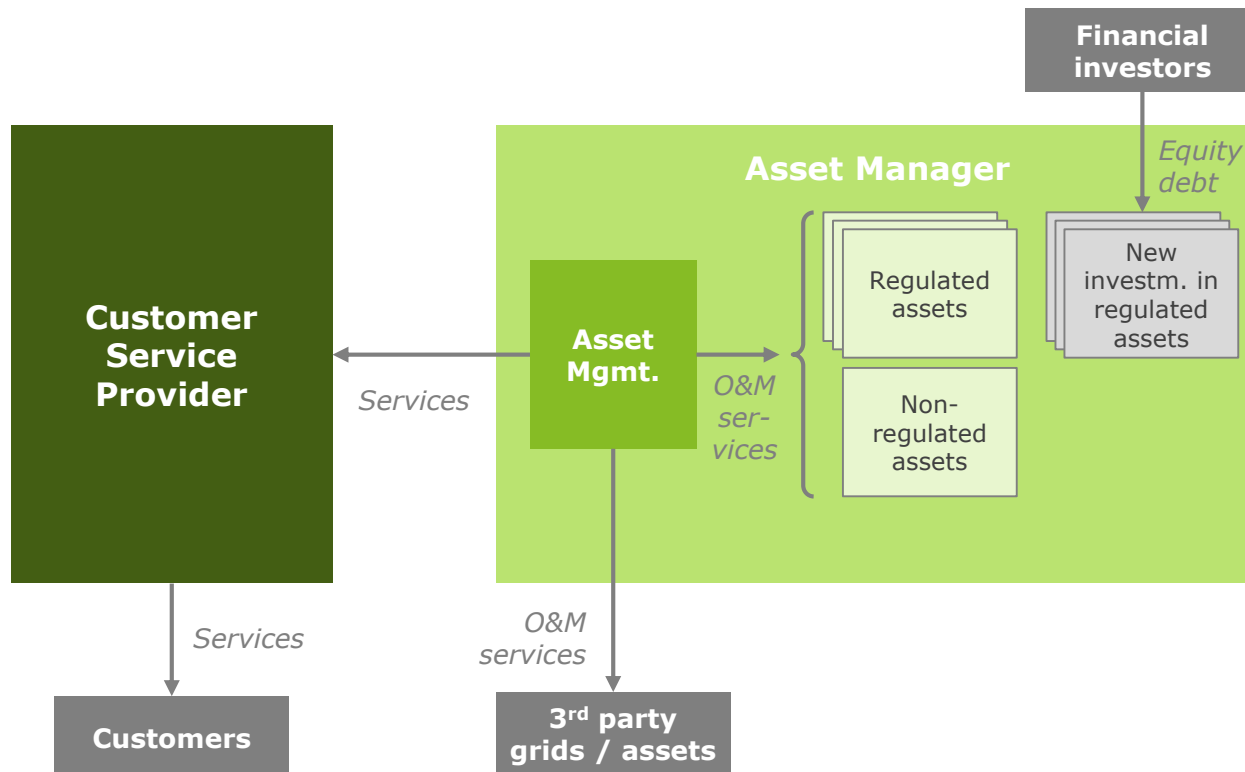 Financial
investors
Equity
debt
Asset Manager
Regulated
assets
New
investm. in
regulated
assets
Customer
Service
Provider
Asset
Mgmt.
Services
O&M
ser-
vices
Non-
regulated
assets
Services
O&M
services
Customers
3rd party
grids / assets